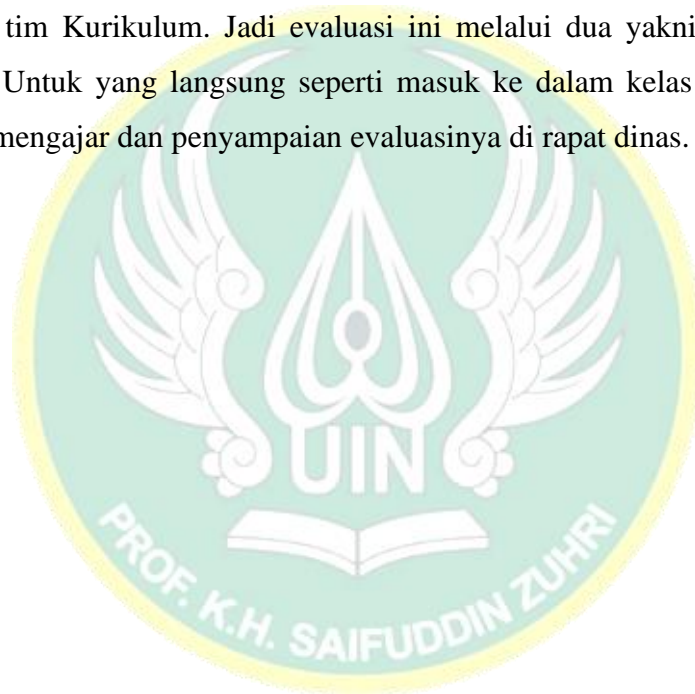 tim Kurikulum. Jadi evaluasi ini melalui dua yakni
Untuk yang langsung seperti masuk ke dalam kelas
mengajar dan penyampaian evaluasinya di rapat dinas.
UIN
PROF. K.H. SAIFUDDIN ZUHRI